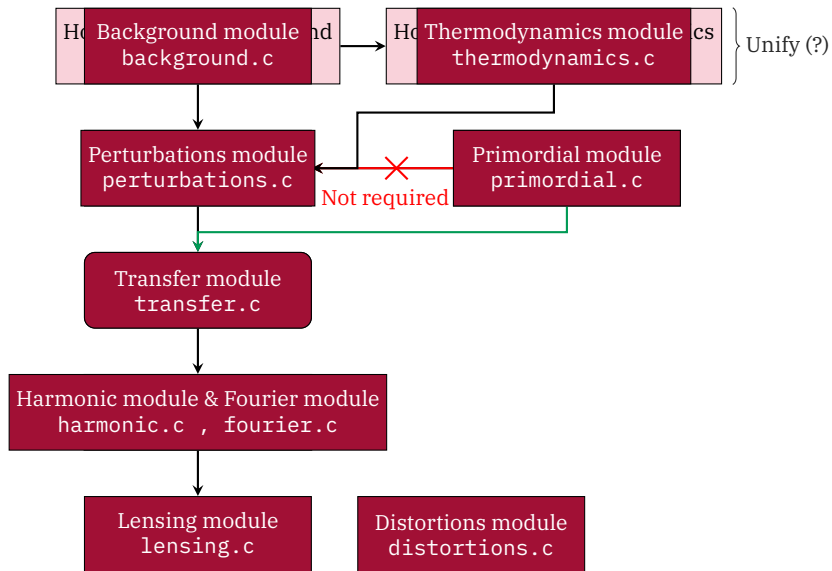 Background module
background.c
Thermodynamics module
thermodynamics.c
Unify (?)
Perturbations module
perturbations.c
Not required
Primordial module
primordial.c
Transfer module
transfer.c
Harmonic module & Fourier module
harmonic.c , fourier.c
Lensing module
lensing.c
Distortions module
distortions.c